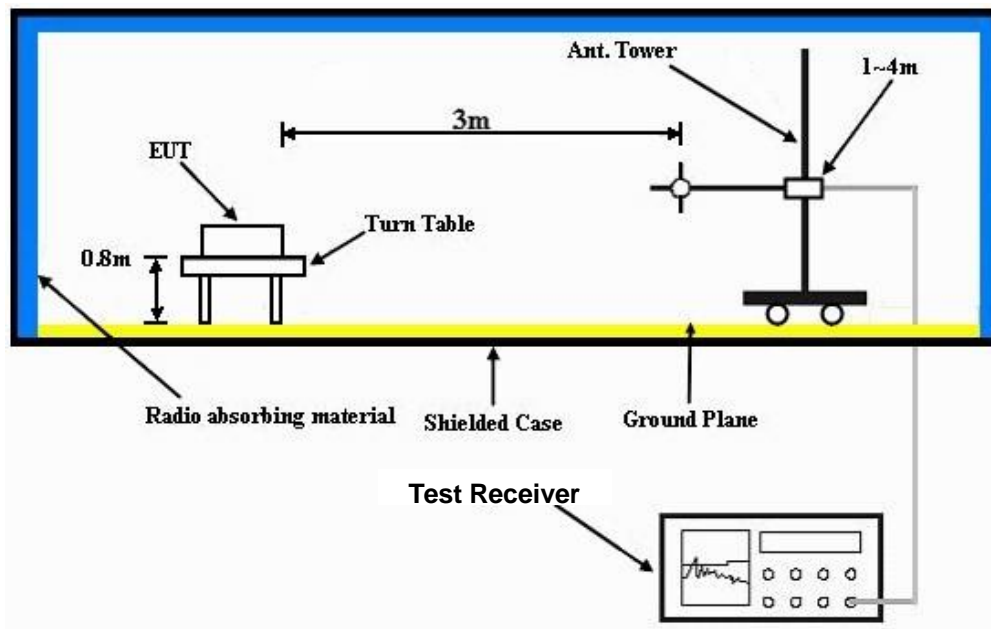 Ant. Tower
1~4m
3m
EUT
Turn Table
0.8m
Radio absorbing material
Shielded Case
Ground Plane
Test Receiver